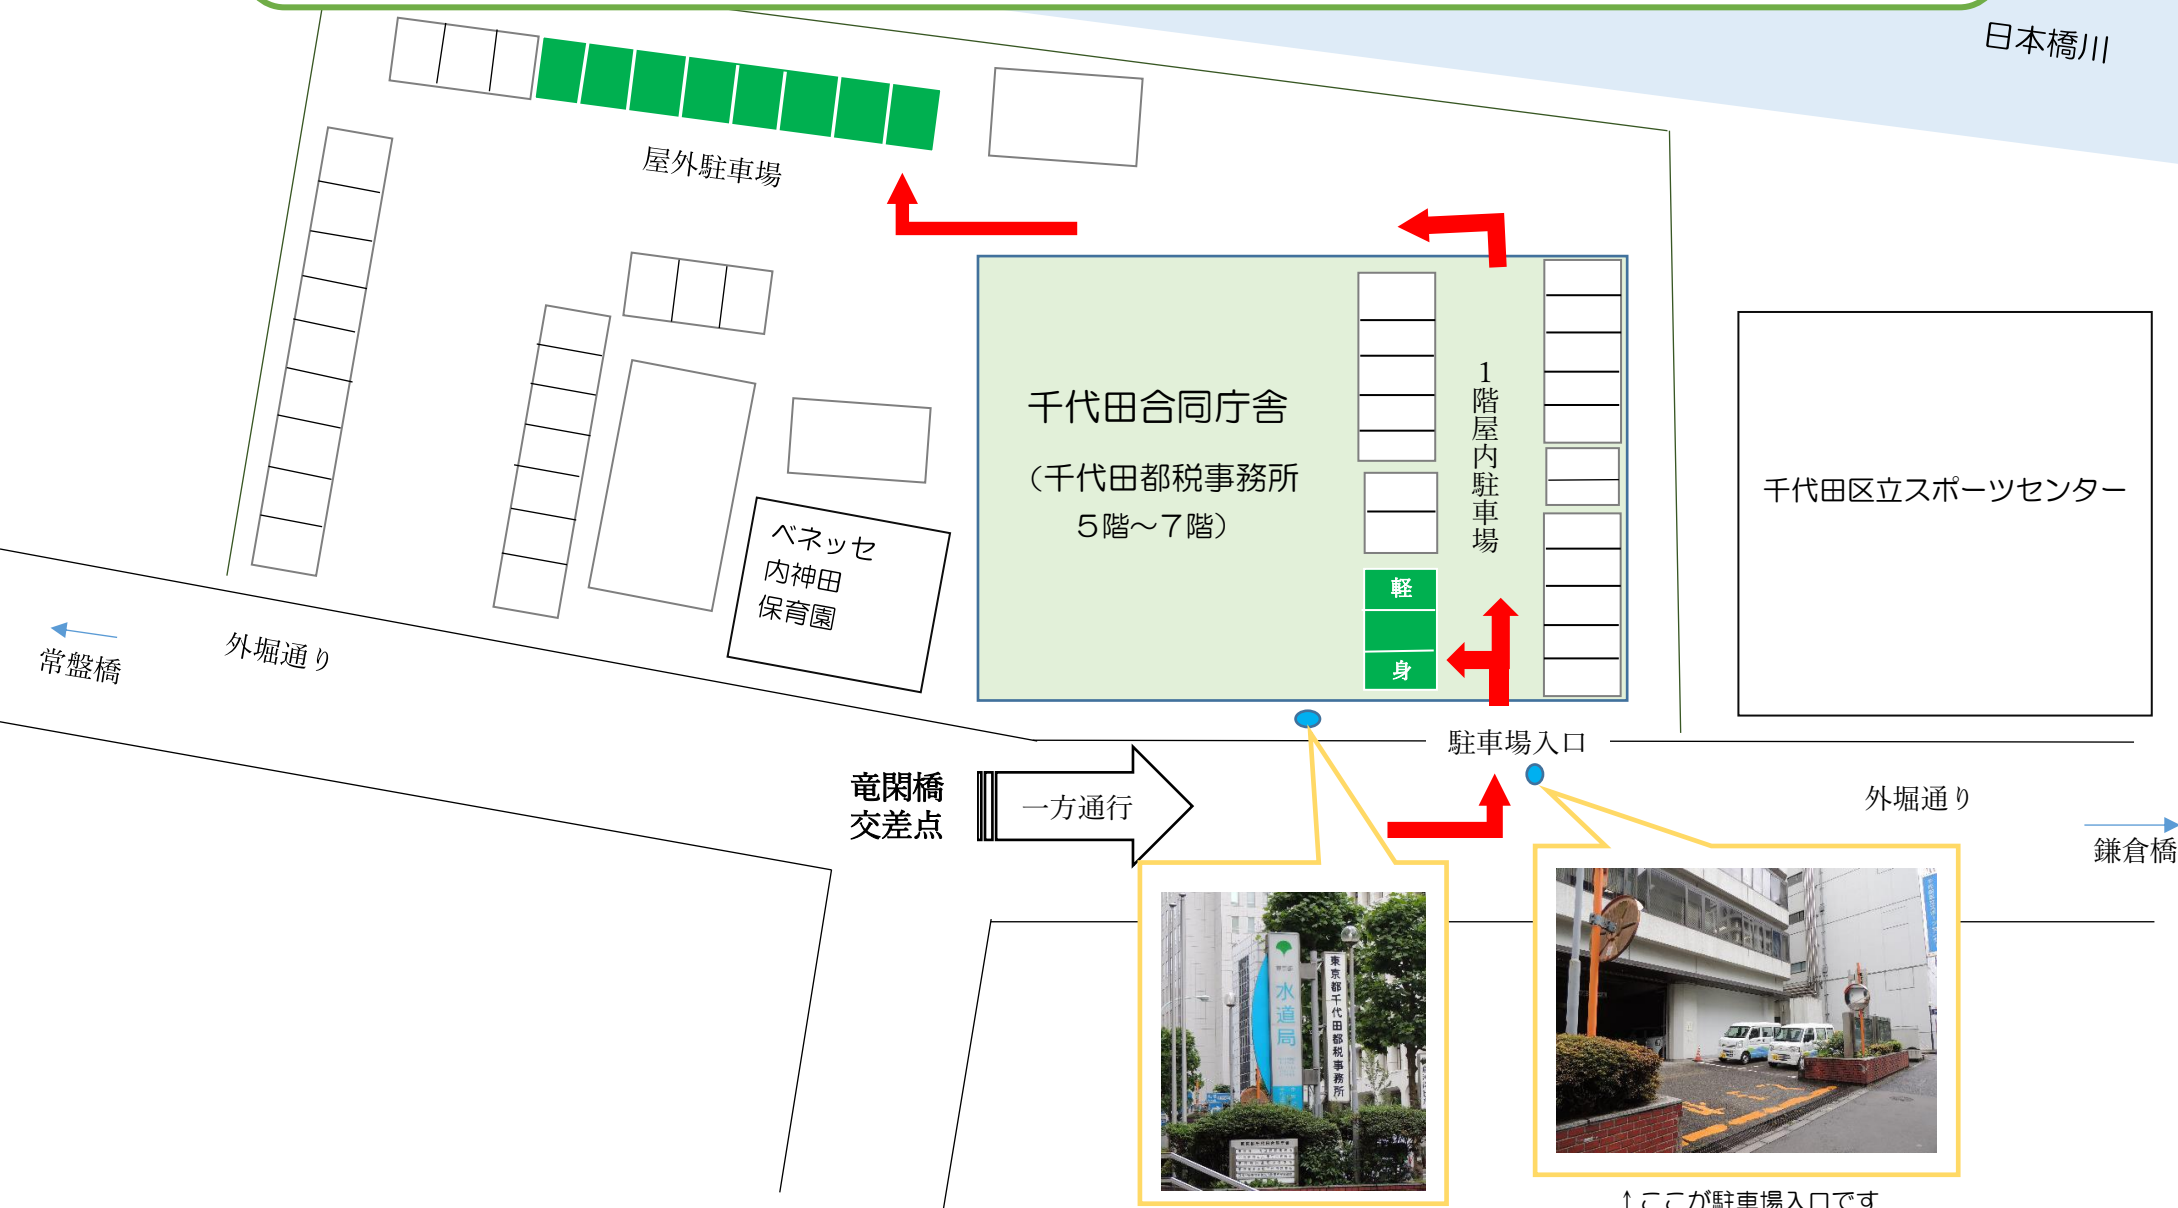 日本橋川
屋外駐車場
千代田合同庁舎
（千代田都税事務所
５階～７階）
1階屋内駐車場
千代田区立スポーツセンター
ベネッセ
内神田
保育園
軽
身
常盤橋
外堀通り
駐車場入口
竜閑橋
交差点
一方通行
外堀通り
鎌倉橋
水道局
東京都千代田都税事務所
↑ここが駐車場入口です